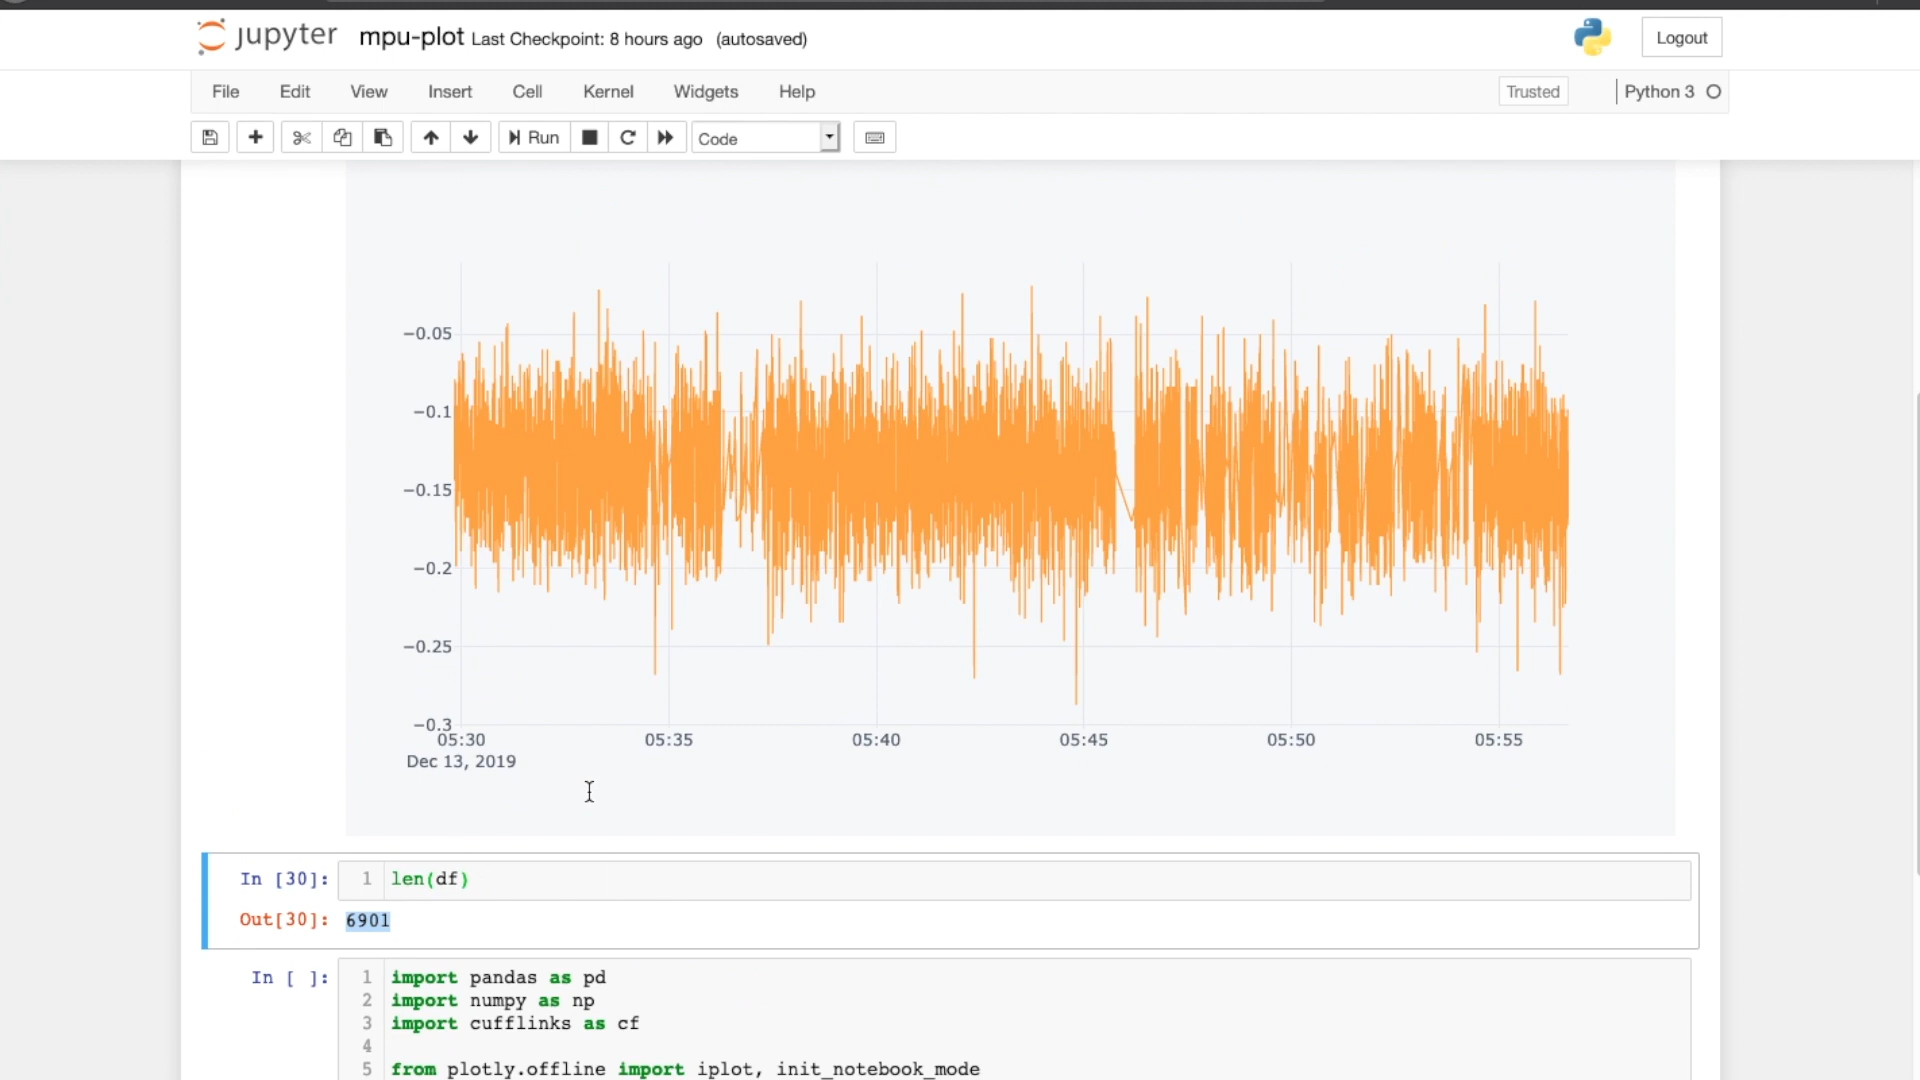 jupyter mpu-plot Last Checkpoint: 8 hours ago (autosaved) Logout
File Edit View Insert Cell Kernel Widgets Help Trusted Python 3
Run Code
−0.05
−0.1
−0.15
−0.2
−0.25
−0.3
05:30 05:35 05:40 05:45 05:50 05:55
Dec 13, 2019
In [30]: 1 len(df)
Out[30]: 6901
In [ ]: 1 import pandas as pd
2 import numpy as np
3 import cufflinks as cf
4
5 from plotly.offline import iplot, init_notebook_mode